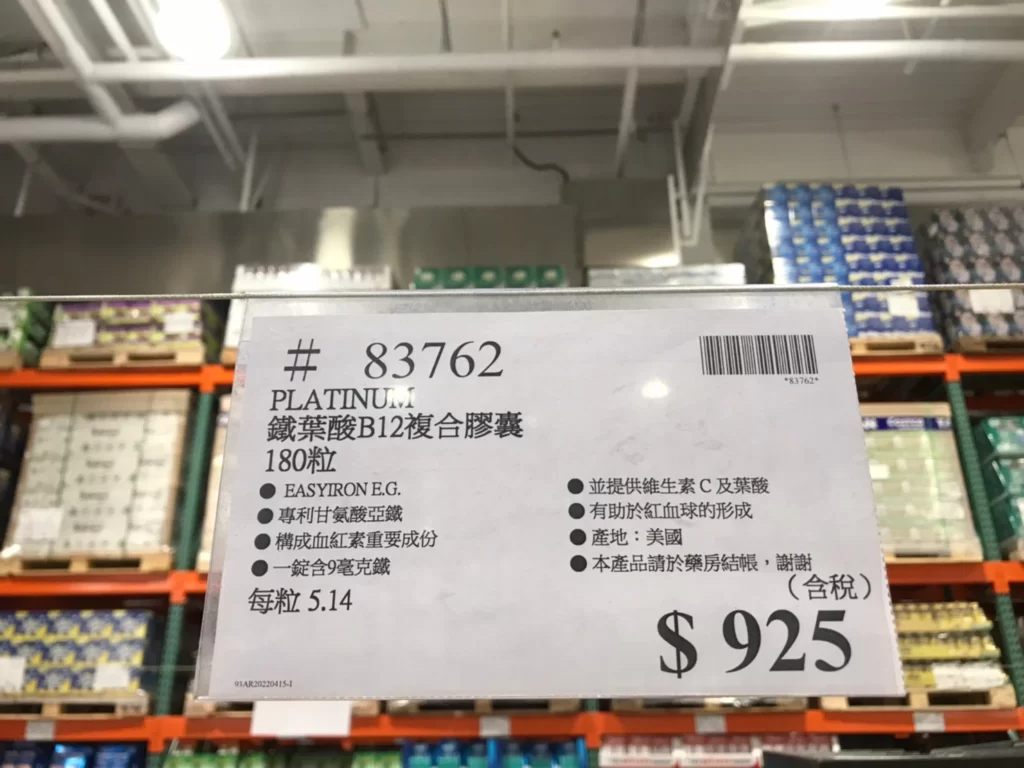 # 83762
*83762*
PLATINUM
鐵葉酸B12複合膠囊
180粒
● EASYIRON E.G.
● 專利甘氨酸亞鐵
● 構成血紅素重要成份
● 一錠含9毫克鐵
● 並提供維生素C及葉酸
● 有助於紅血球的形成
● 產地：美國
● 本產品請於藥房結帳，謝謝
每粒 5.14
（含稅）
$ 925
93AR20220415-1